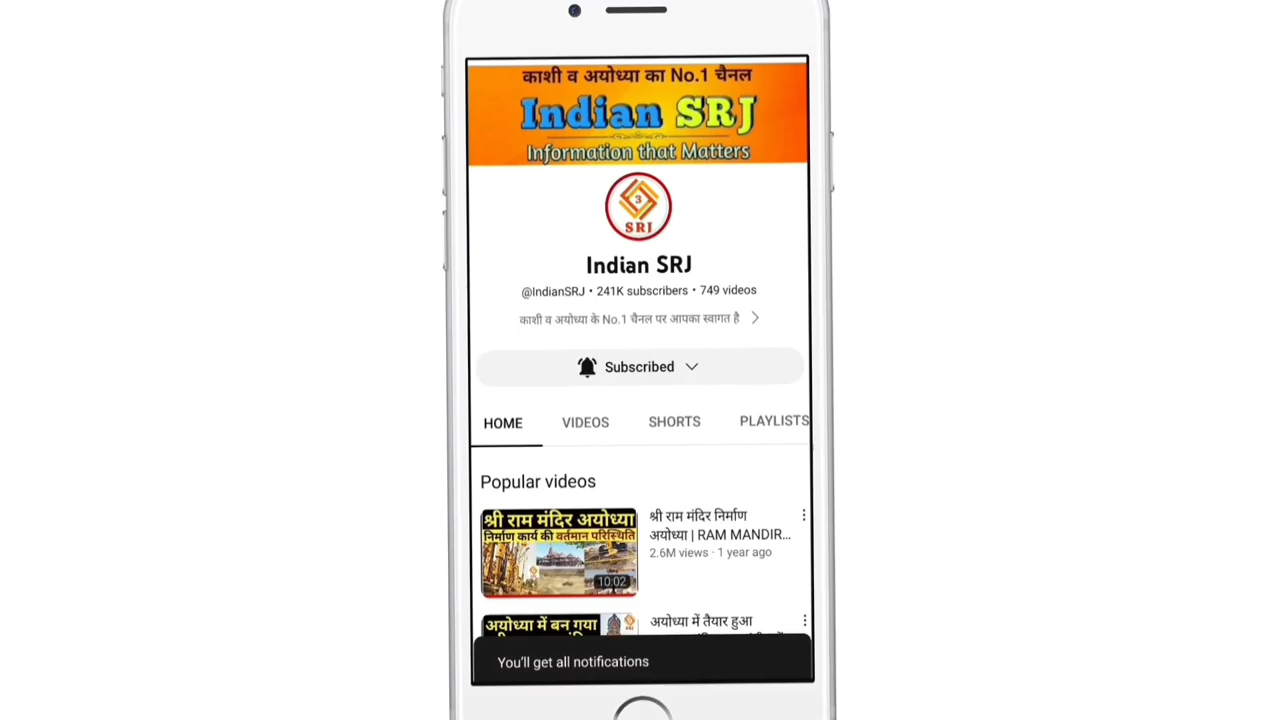 काशी व अयोध्या का No.1 चैनल
Indian SRJ
Information that Matters
3
SRJ
Indian SRJ
@IndianSRJ • 241K subscribers • 749 videos
काशी व अयोध्या के No.1 चैनल पर आपका स्वागत है
Subscribed
HOME VIDEOS SHORTS PLAYLISTS
Popular videos
श्री राम मंदिर अयोध्या
निर्माण कार्य की वर्तमान परिस्थिति
10:02
श्री राम मंदिर निर्माण
अयोध्या | RAM MANDIR...
2.6M views · 1 year ago
अयोध्या में बन गया
अयोध्या में तैयार हुआ
You'll get all notifications